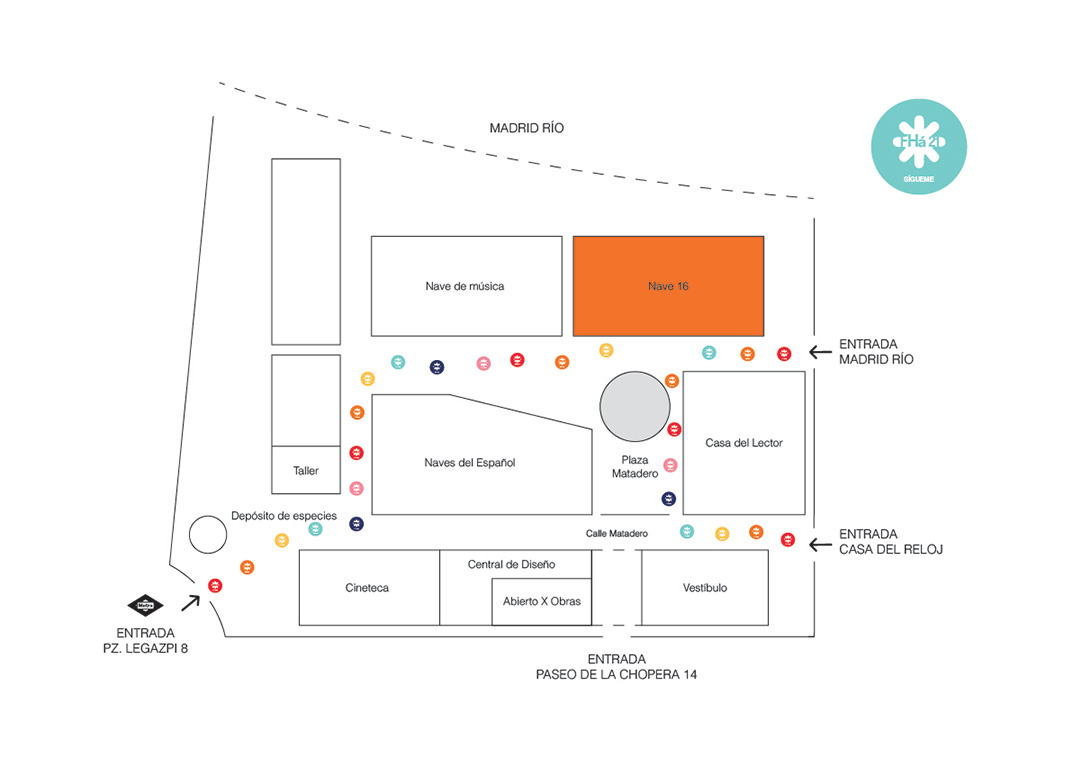 MADRID RÍO
FHá 2i
SÍGUEME
Nave de música
Nave 16
ENTRADA
MADRID RÍO
Casa del Lector
Naves del Español
Plaza
Matadero
Taller
Depósito de especies
Calle Matadero
ENTRADA
CASA DEL RELOJ
Central de Diseño
Cineteca
Abierto X Obras
Vestíbulo
Metro
ENTRADA
PZ. LEGAZPI 8
ENTRADA
PASEO DE LA CHOPERA 14